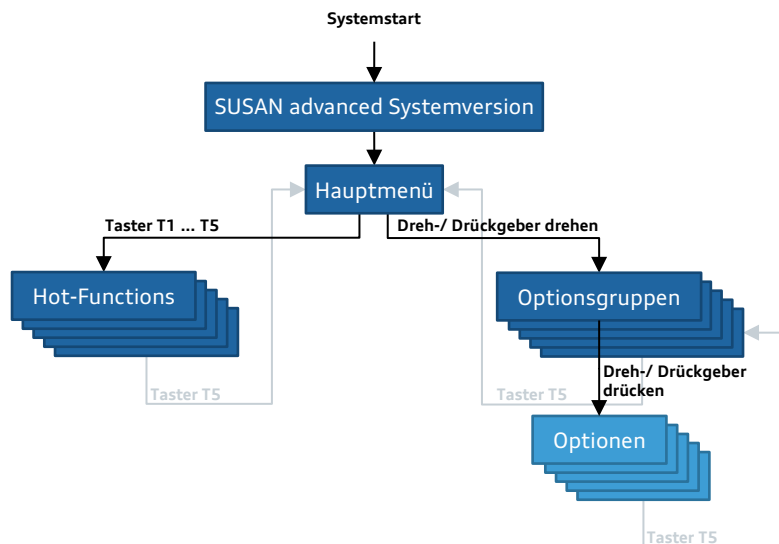 Systemstart
SUSAN advanced Systemversion
Hauptmenü
Taster T1 ... T5
Dreh-/ Drückgeber drehen
Hot-Functions
Optionsgruppen
Dreh-/ Drückgeber
drücken
Taster T5
Taster T5
Optionen
Taster T5